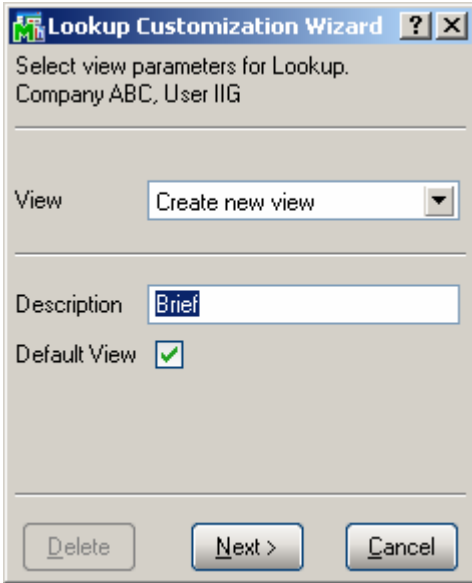 Lookup Customization Wizard
Select view parameters for Lookup.
Company ABC, User IIG
View
Create new view
Description
Brief
Default View
Delete
Next >
Cancel